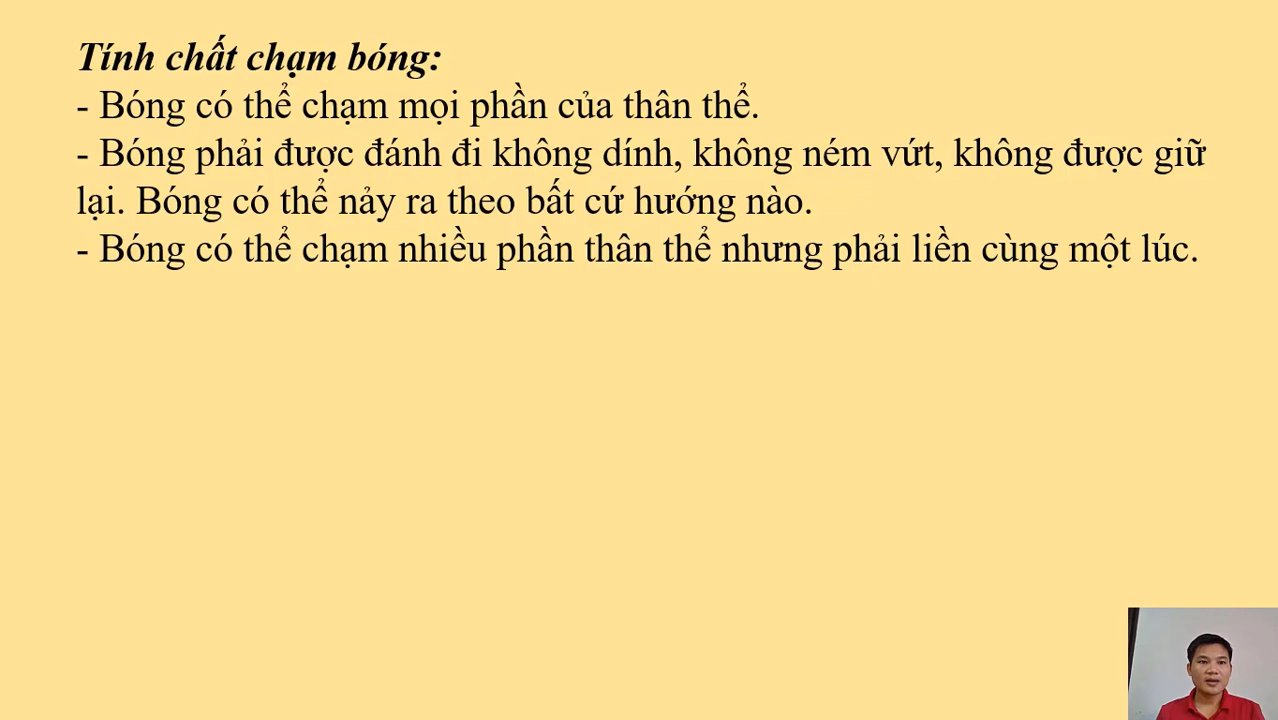 Tính chất chạm bóng:
- Bóng có thể chạm mọi phần của thân thể.
- Bóng phải được đánh đi không dính, không ném vứt, không được giữ
lại. Bóng có thể nảy ra theo bất cứ hướng nào.
- Bóng có thể chạm nhiều phần thân thể nhưng phải liền cùng một lúc.